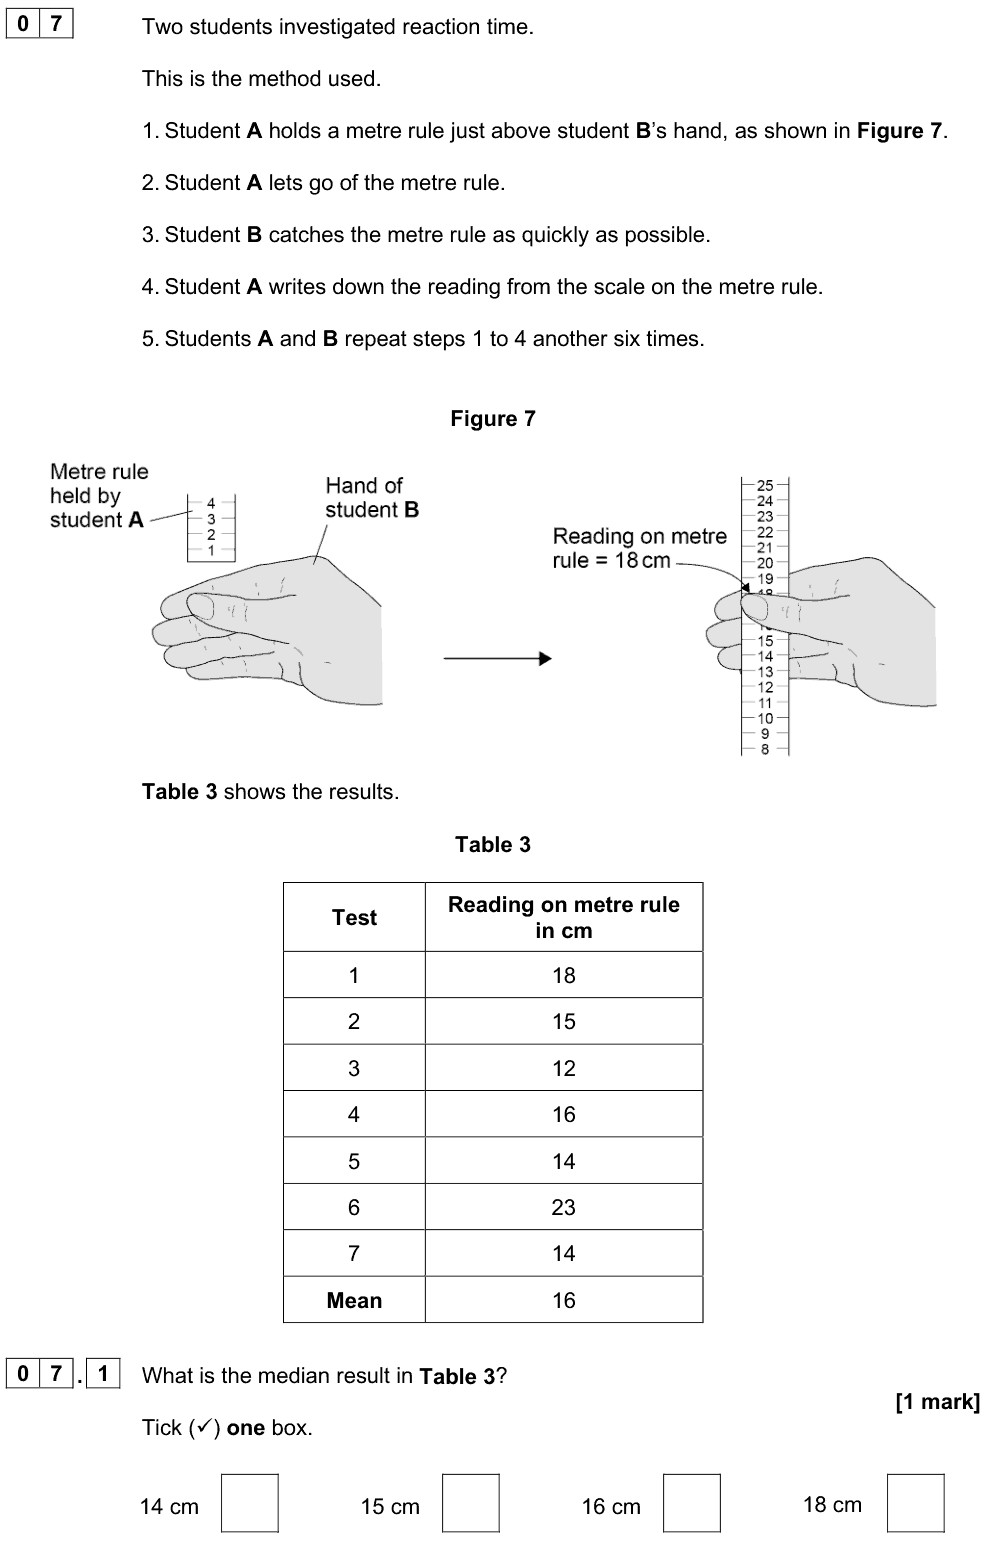 0 7
Two students investigated reaction time.
This is the method used.
1. Student A holds a metre rule just above student B's hand, as shown in Figure 7.
2. Student A lets go of the metre rule.
3. Student B catches the metre rule as quickly as possible.
4. Student A writes down the reading from the scale on the metre rule.
5. Students A and B repeat steps 1 to 4 another six times.
Figure 7
Metre rule
held by
student A
4
3
2
1
Hand of
student B
Reading on metre
rule = 18 cm
25
24
23
22
21
20
19
18
15
14
13
12
11
10
9
8
Table 3 shows the results.
Table 3
Test Reading on metre rule in cm
1 18
2 15
3 12
4 16
5 14
6 23
7 14
Mean 16
0 7 . 1 What is the median result in Table 3?
[1 mark]
Tick (✓) one box.
14 cm 15 cm 16 cm 18 cm